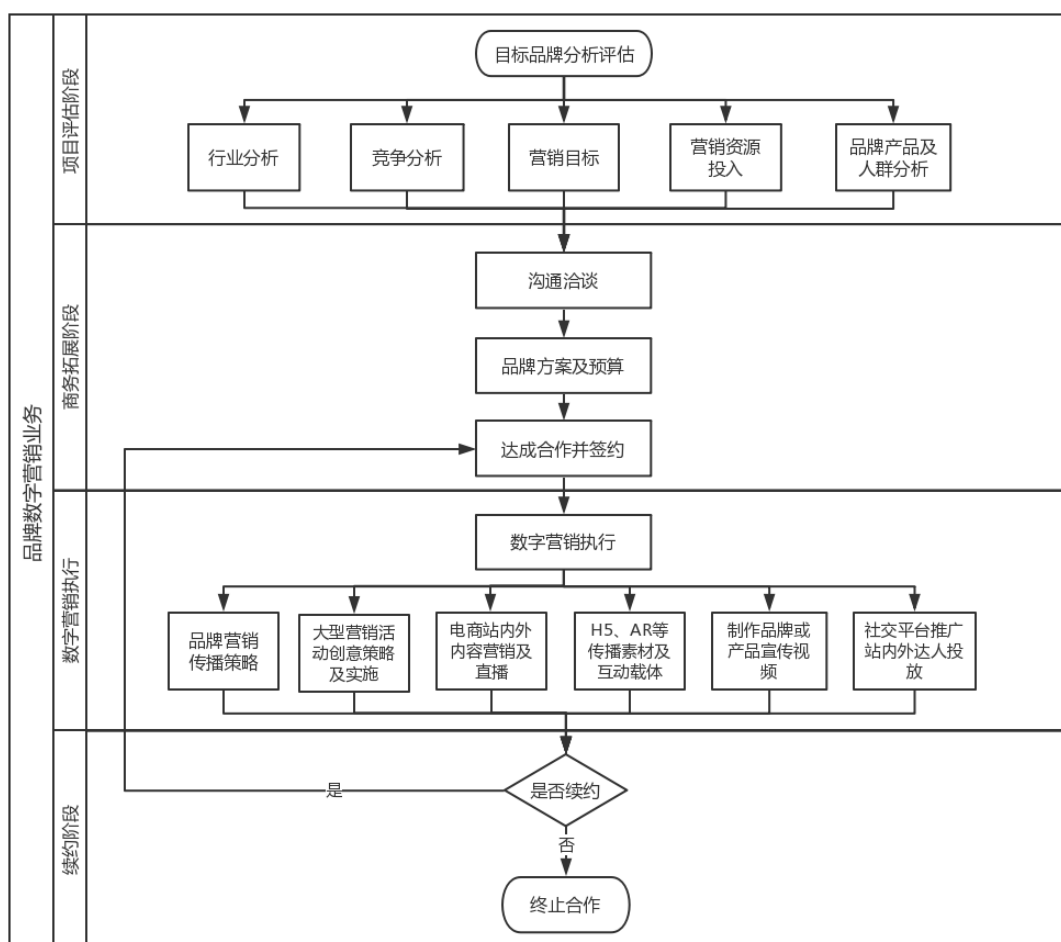 品牌数字营销业务
项目评估阶段
目标品牌分析评估
行业分析
竞争分析
营销目标
营销资源
投入
品牌产品及
人群分析
商务拓展阶段
沟通洽谈
品牌方案及预算
达成合作并签约
数字营销执行
数字营销执行
品牌营销
传播策略
大型营销活
动创意策略
及实施
电商站内外
内容营销及
直播
H5、AR等
传播素材及
互动载体
制作品牌或
产品宣传视
频
社交平台推广
站内外达人投
放
续约阶段
是否续约
是
否
终止合作